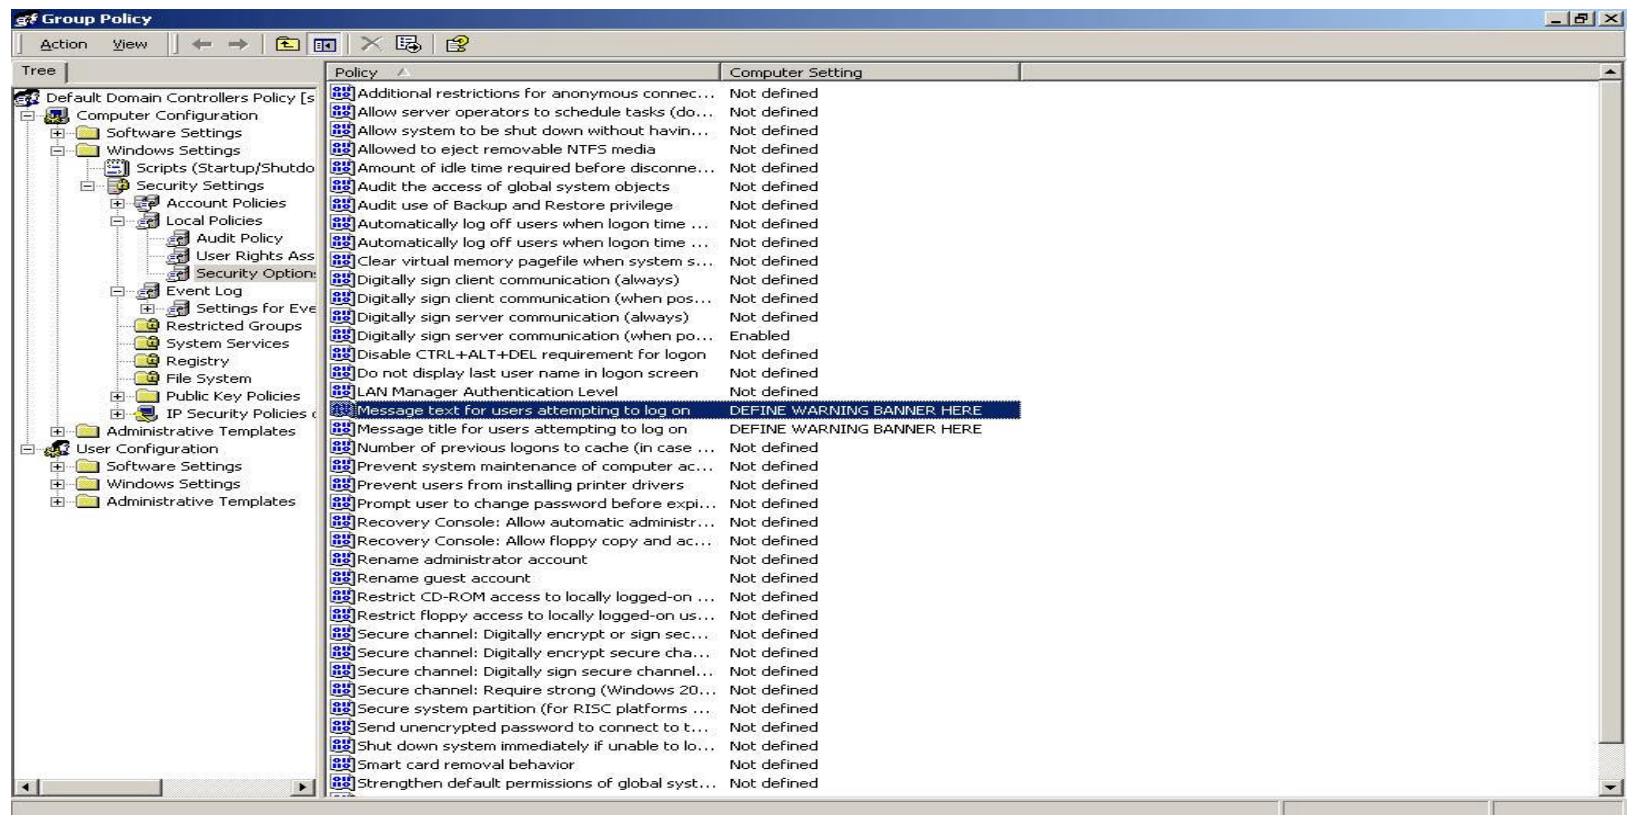 Group Policy
Action View
Tree
Policy Computer Setting
Default Domain Controllers Policy [s
Computer Configuration
Software Settings
Windows Settings
Scripts (Startup/Shutdo
Security Settings
Account Policies
Local Policies
Audit Policy
User Rights Ass
Security Option
Event Log
Settings for Eve
Restricted Groups
System Services
Registry
File System
Public Key Policies
IP Security Policies
Administrative Templates
User Configuration
Software Settings
Windows Settings
Administrative Templates
Additional restrictions for anonymous connec... Not defined
Allow server operators to schedule tasks (do... Not defined
Allow system to be shut down without havin... Not defined
Allowed to eject removable NTFS media Not defined
Amount of idle time required before disconne... Not defined
Audit the access of global system objects Not defined
Audit use of Backup and Restore privilege Not defined
Automatically log off users when logon time ... Not defined
Automatically log off users when logon time ... Not defined
Clear virtual memory pagefile when system s... Not defined
Digitally sign client communication (always) Not defined
Digitally sign client communication (when pos... Not defined
Digitally sign server communication (always) Not defined
Digitally sign server communication (when po... Enabled
Disable CTRL+ALT+DEL requirement for logon Not defined
Do not display last user name in logon screen Not defined
LAN Manager Authentication Level Not defined
Message text for users attempting to log on DEFINE WARNING BANNER HERE
Message title for users attempting to log on DEFINE WARNING BANNER HERE
Number of previous logons to cache (in case ... Not defined
Prevent system maintenance of computer ac... Not defined
Prevent users from installing printer drivers Not defined
Prompt user to change password before expi... Not defined
Recovery Console: Allow automatic administr... Not defined
Recovery Console: Allow floppy copy and ac... Not defined
Rename administrator account Not defined
Rename guest account Not defined
Restrict CD-ROM access to locally logged-on ... Not defined
Restrict floppy access to locally logged-on us... Not defined
Secure channel: Digitally encrypt or sign sec... Not defined
Secure channel: Digitally encrypt secure cha... Not defined
Secure channel: Digitally sign secure channel... Not defined
Secure channel: Require strong (Windows 20... Not defined
Secure system partition (for RISC platforms ... Not defined
Send unencrypted password to connect to t... Not defined
Shut down system immediately if unable to lo... Not defined
Smart card removal behavior Not defined
Strengthen default permissions of global syst... Not defined